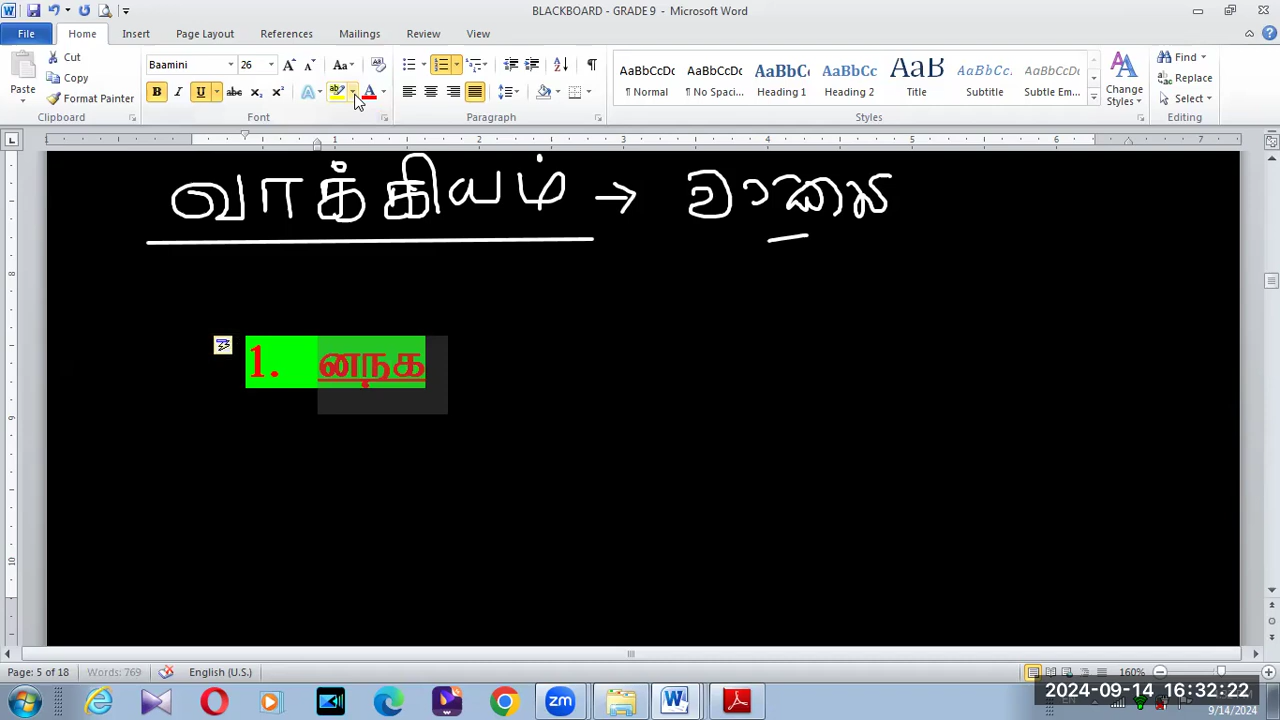 BLACKBOARD - GRADE 9 - Microsoft Word
File Home Insert Page Layout References Mailings Review View
Cut
Copy
Format Painter
Paste
Baamini 26
Clipboard Font Paragraph Styles Editing
AaBbCcDc AaBbCcDc AaBbCc AaBbCc AaB AaBbCc. AaBbCcDc
¶ Normal ¶ No Spaci... Heading 1 Heading 2 Title Subtitle Subtle Em...
Change Styles
Find
Replace
Select
வாக்கியம் →
1. னநக
Page: 5 of 18 Words: 769 English (U.S.) 160%
2024-09-14 16:32:22
9/14/2024